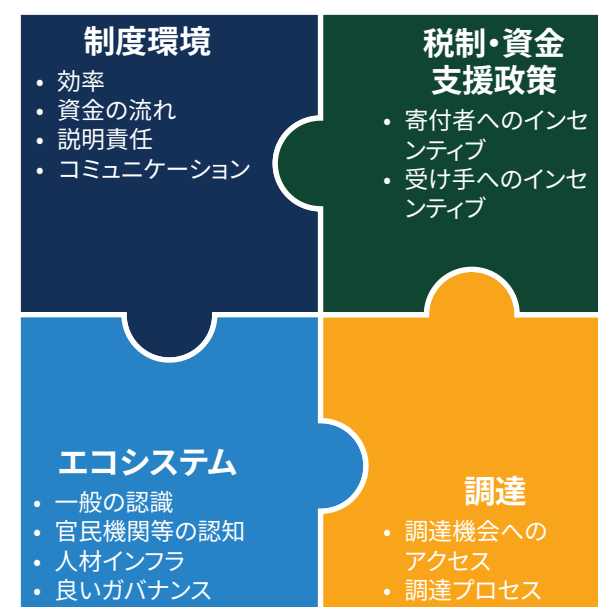 制度環境
• 効率
• 資金の流れ
• 説明責任
• コミュニケーション
税制・資金
支援政策
• 寄付者へのインセ
ンティブ
• 受け手へのインセ
ンティブ
エコシステム
• 一般の認識
• 官民機関等の認知
• 人材インフラ
• 良いガバナンス
調達
• 調達機会への
アクセス
• 調達プロセス